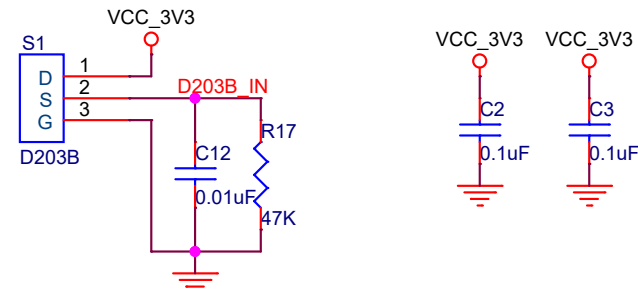 VCC_3V3
S1
D 1
S 2
G 3
D203B
D203B_IN
C12
0.01uF
R17
47K
VCC_3V3
C2
0.1uF
VCC_3V3
C3
0.1uF